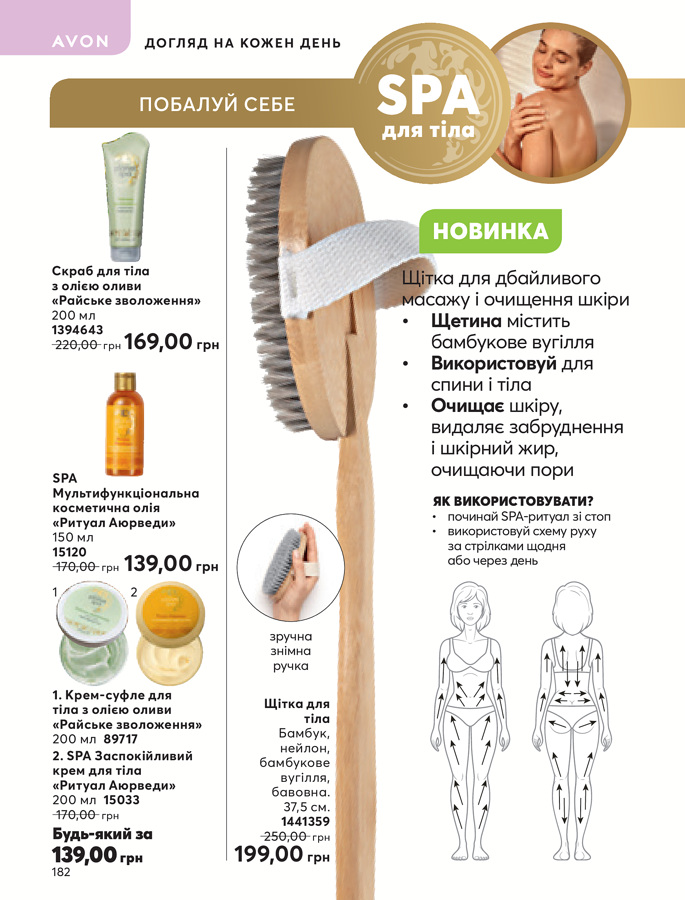 AVON
ДОГЛЯД НА КОЖЕН ДЕНЬ
ПОБАЛУЙ СЕБЕ
SPA
для тіла
Скраб для тіла
з олією оливи
«Райське зволоження»
200 мл
1394643
220,00 грн 169,00 грн
SPA
Мультифункціональна
косметична олія
«Ритуал Аюрведи»
150 мл
15120
170,00 грн 139,00 грн
1 2
1. Крем-суфле для
тіла з олією оливи
«Райське зволоження»
200 мл 89717
2. SPA Заспокійливий
крем для тіла
«Ритуал Аюрведи»
200 мл 15033
170,00 грн
Будь-який за
139,00 грн
182
зручна
знімна
ручка
Щітка для
тіла
Бамбук,
нейлон,
бамбукове
вугілля,
бавовна.
37,5 см.
1441359
250,00 грн
199,00 грн
НОВИНКА
Щітка для дбайливого
масажу і очищення шкіри
• Щетина містить
бамбукове вугілля
• Використовуй для
спини і тіла
• Очищає шкіру,
видаляє забруднення
і шкірний жир,
очищаючи пори
ЯК ВИКОРИСТОВУВАТИ?
• починай SPA-ритуал зі стоп
• використовуй схему руху
за стрілками щодня
або через день